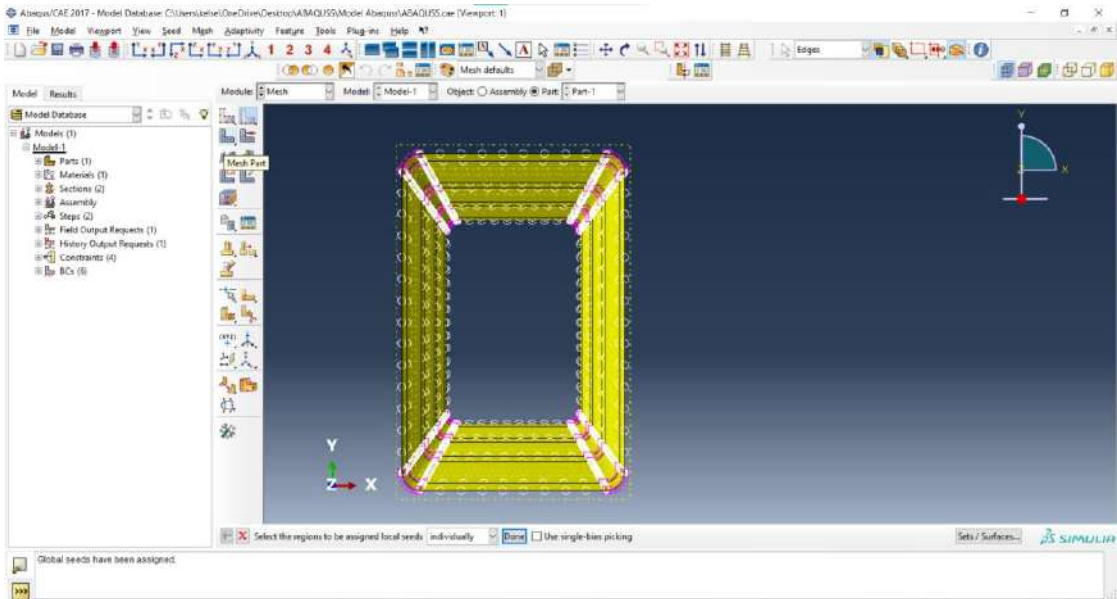 Abaqus/CAE 2017 - Model Database: C:\Users\kelse\OneDrive\Desktop\ABAQUSS\Model Abaquss\ABAQUSS.cae [Viewport: 1]
File Model Viewport View Seed Mesh Adaptivity Feature Tools Plug-ins Help
1 2 3 4 A Edges
Mesh defaults
Model Results Module: Mesh Model: Model-1 Object: Assembly Part: Part-1
Model Database
Models (1)
Model-1
Parts (1)
Mesh Part
Materials (1)
Sections (2)
Assembly
Steps (2)
Field Output Requests (1)
History Output Requests (1)
Constraints (4)
BCs (6)
(XYZ)
Y
X
Z
Y
Z X
Select the regions to be assigned local seeds individually Done Use single-bias picking Sets / Surfaces... SIMULIA
Global seeds have been assigned.
>>>